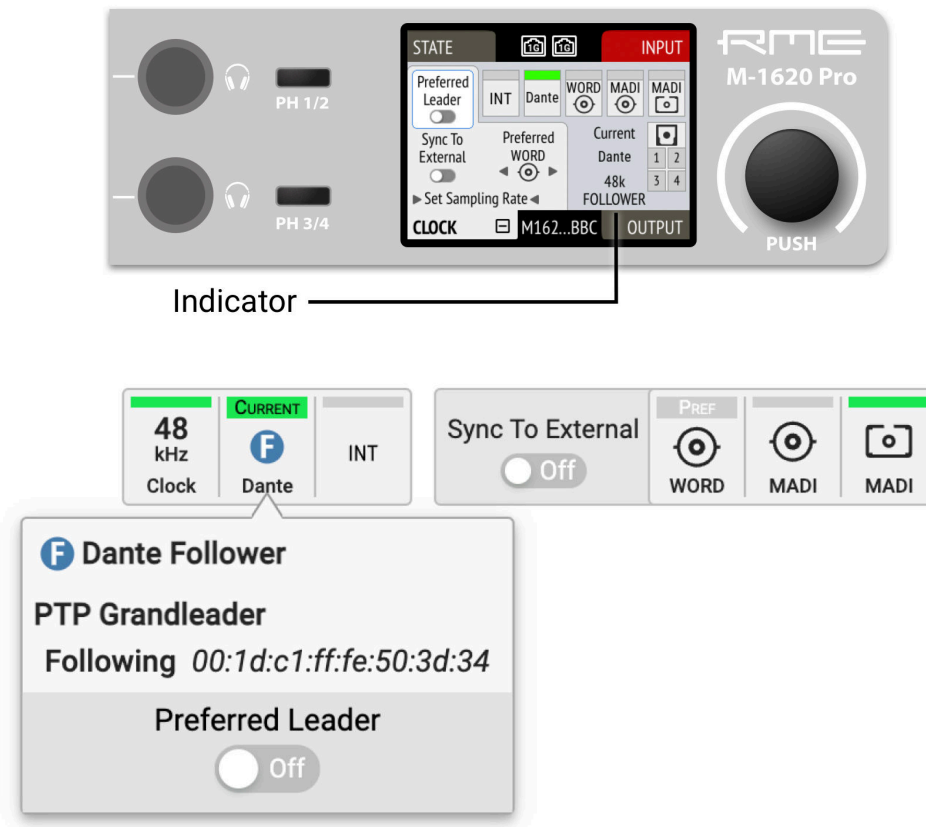 STATE
1G 1G
INPUT
RME
M-1620 Pro
Preferred
Leader
INT
Dante
WORD
MADI
MADI
PH 1/2
Sync To
External
Preferred
WORD
Current
Dante
48k
FOLLOWER
1 2
3 4
Set Sampling Rate
PH 3/4
CLOCK
M162...BBC
OUTPUT
PUSH
Indicator
48
kHz
Clock
CURRENT
F
Dante
INT
Sync To External
Off
PREF
WORD
MADI
MADI
F Dante Follower
PTP Grandleader
Following 00:1d:c1:ff:fe:50:3d:34
Preferred Leader
Off